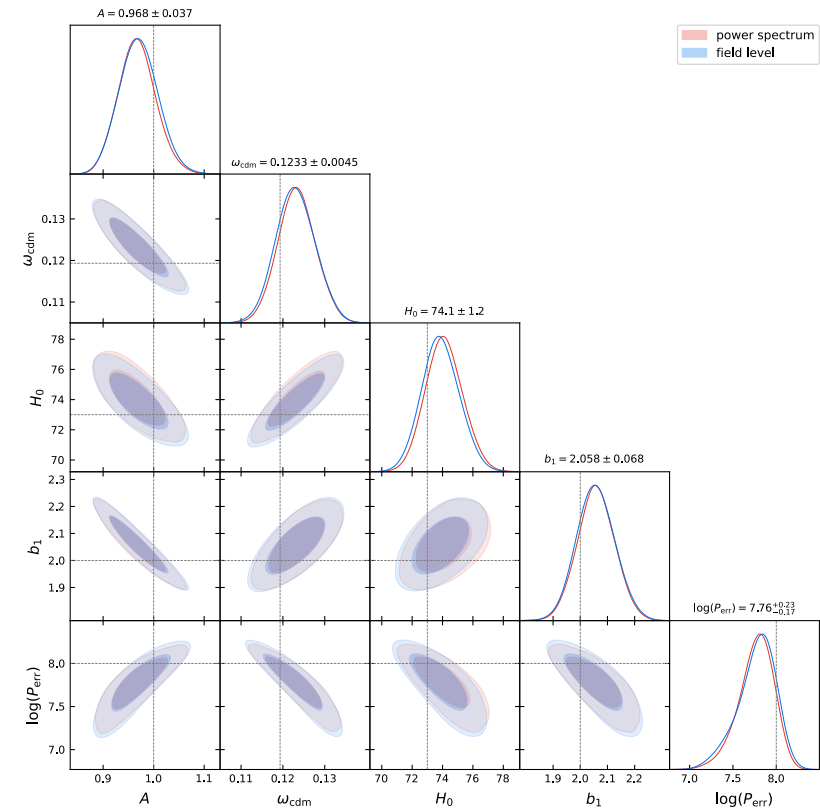 A = 0.968 ± 0.037
power spectrum
field level
ω_cdm = 0.1233 ± 0.0045
0.13
0.12
0.11
ω_cdm
H_0 = 74.1 ± 1.2
78
76
74
72
70
H_0
b_1 = 2.058 ± 0.068
2.3
2.2
2.1
2.0
1.9
b_1
log(P_err) = 7.76^{+0.23}_{-0.17}
8.0
7.5
7.0
log(P_err)
0.9 1.0 1.1 0.11 0.12 0.13 70 72 74 76 78 1.9 2.0 2.1 2.2 7.0 7.5 8.0
A ω_cdm H_0 b_1 log(P_err)